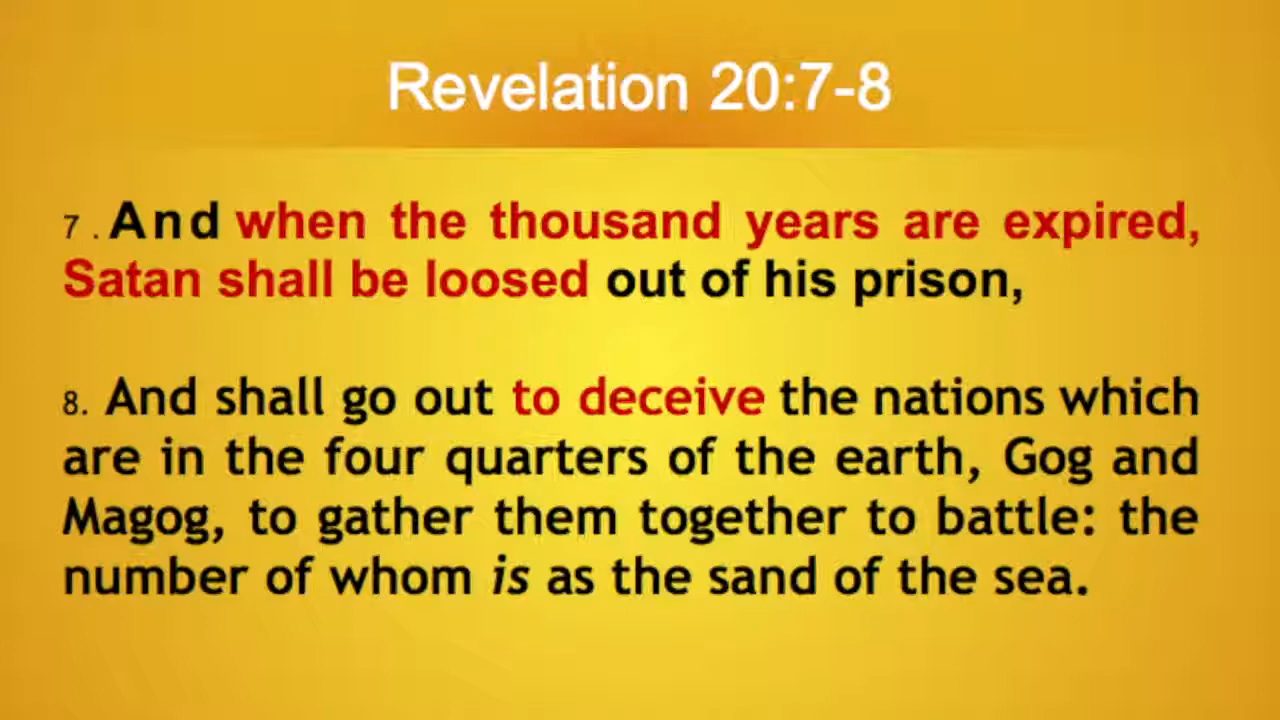 Revelation 20:7-8
7 . And when the thousand years are expired,
Satan shall be loosed out of his prison,
8. And shall go out to deceive the nations which
are in the four quarters of the earth, Gog and
Magog, to gather them together to battle: the
number of whom is as the sand of the sea.